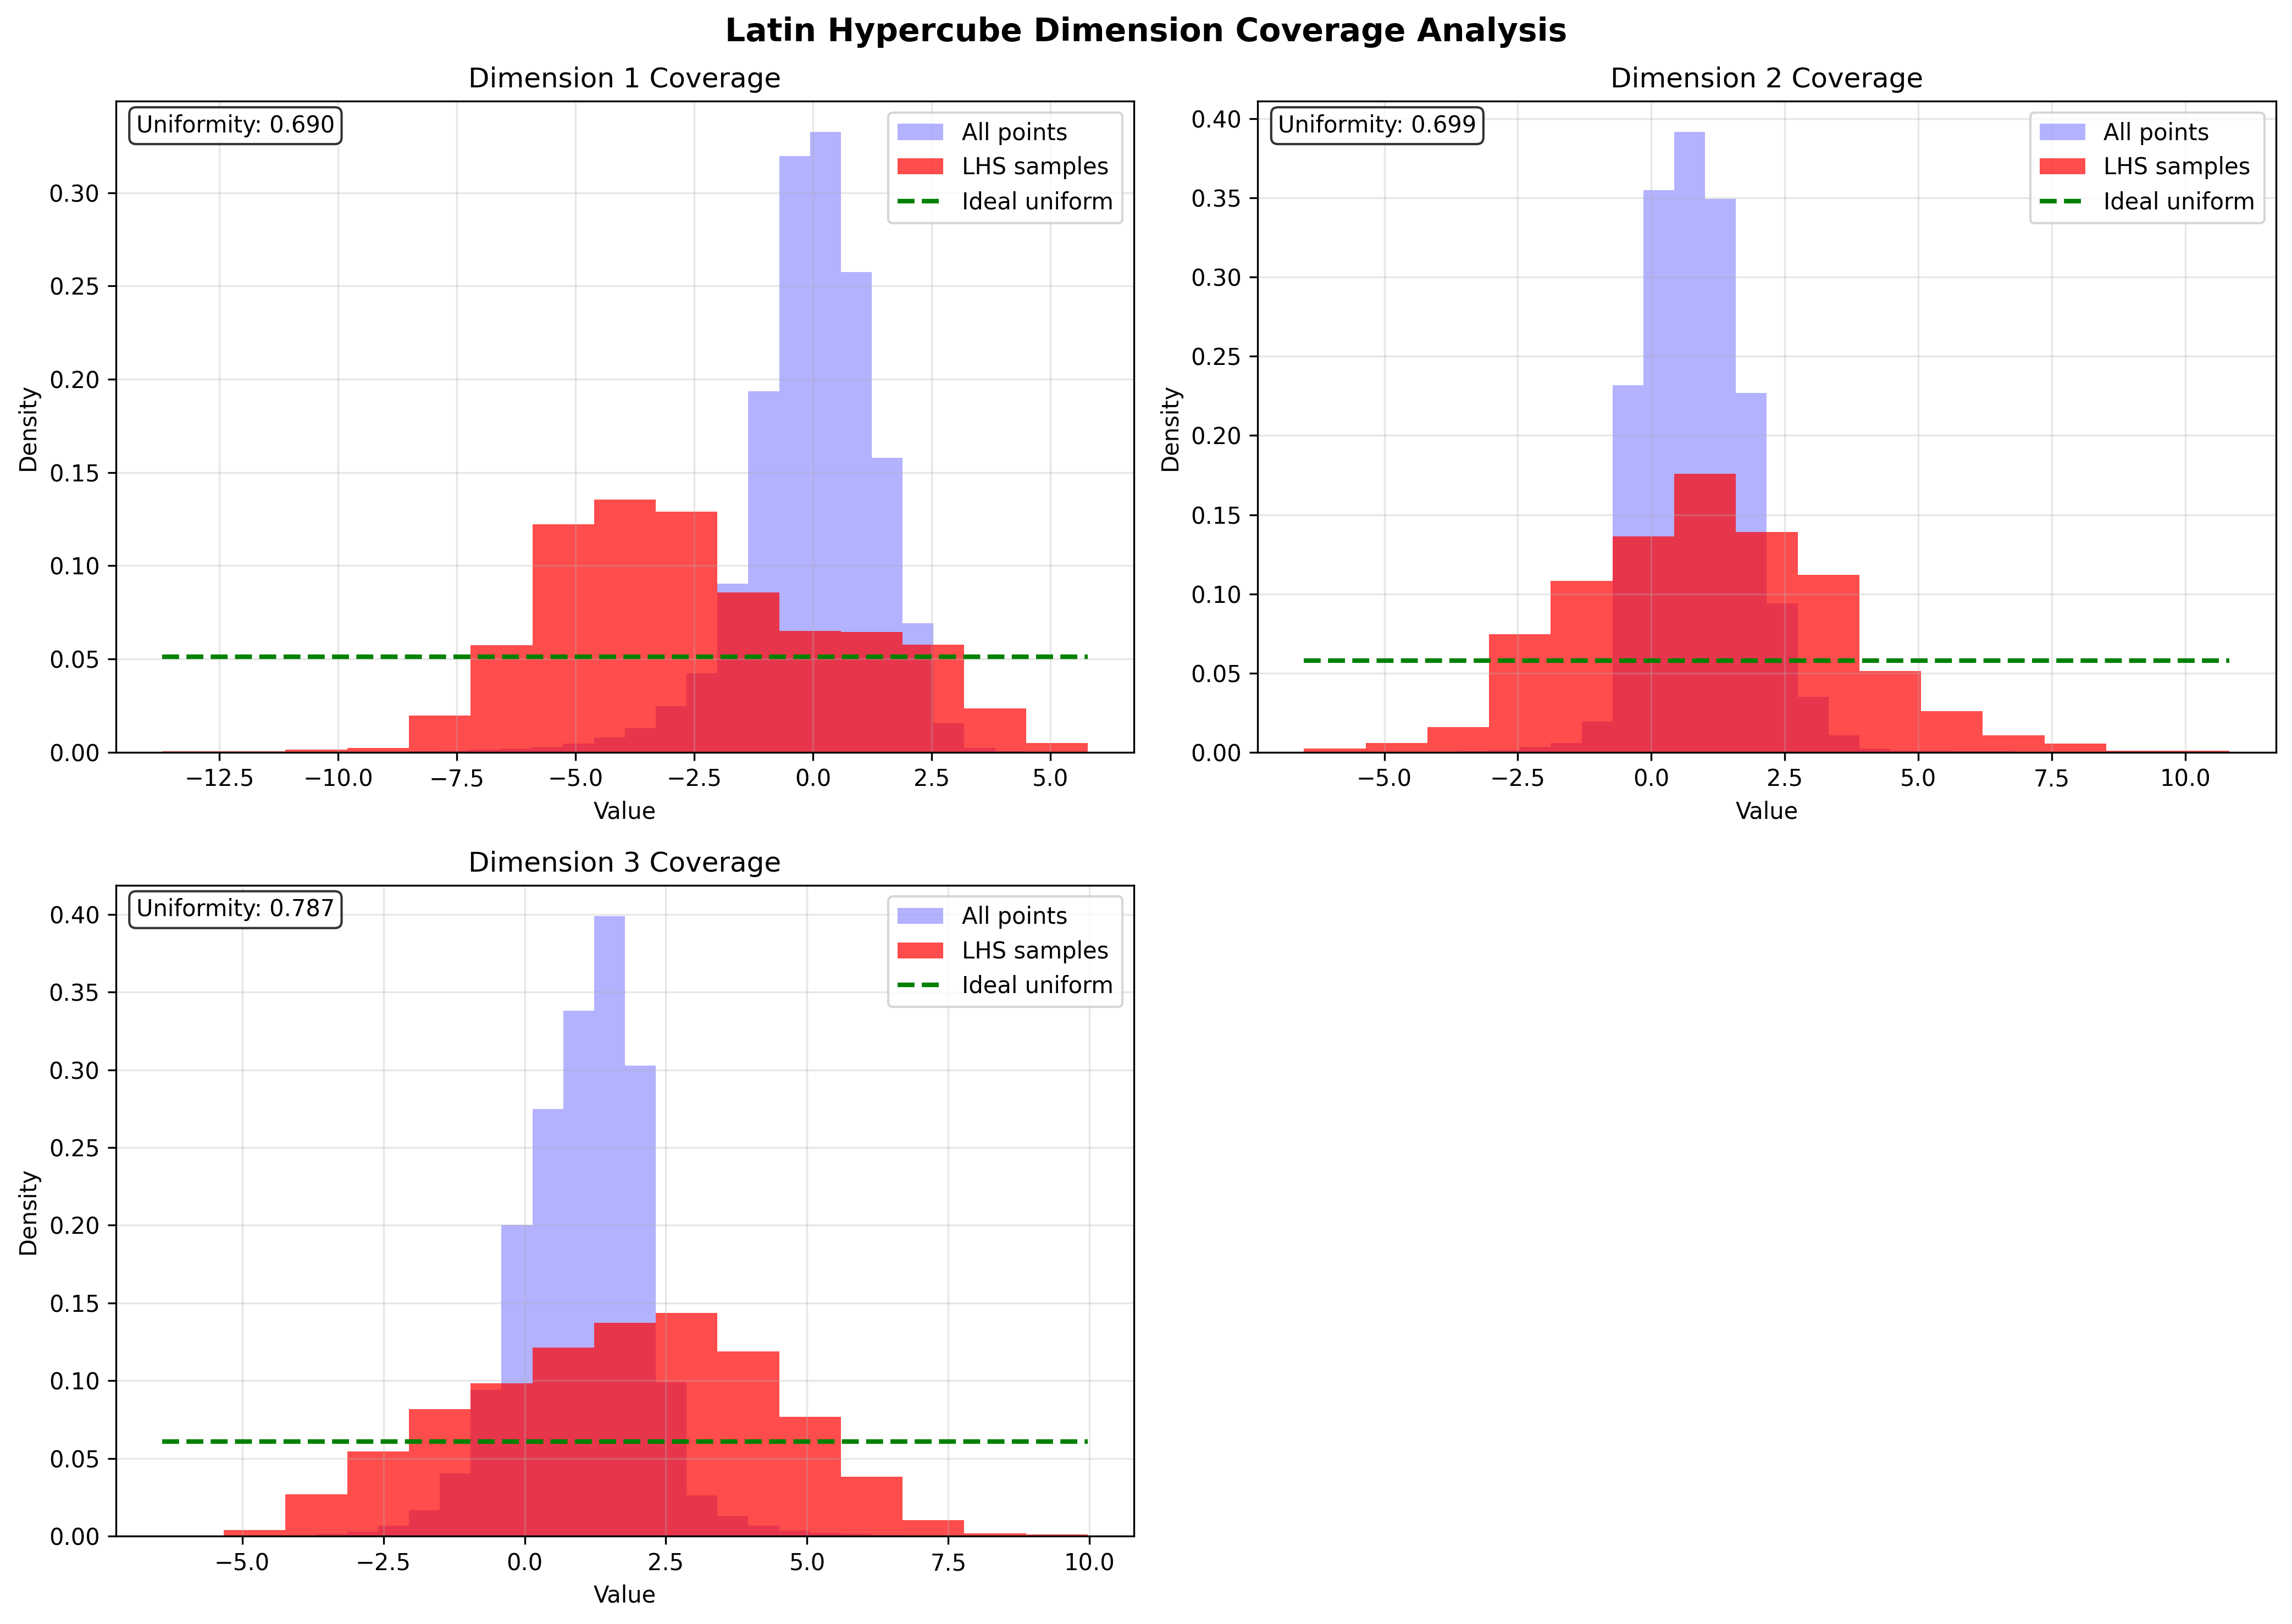 Latin Hypercube Dimension Coverage Analysis
Dimension 1 Coverage
Uniformity: 0.690
All points
LHS samples
Ideal uniform
Density
0.30
0.25
0.20
0.15
0.10
0.05
0.00
−12.5 −10.0 −7.5 −5.0 −2.5 0.0 2.5 5.0
Value
Dimension 2 Coverage
Uniformity: 0.699
All points
LHS samples
Ideal uniform
Density
0.40
0.35
0.30
0.25
0.20
0.15
0.10
0.05
0.00
−5.0 −2.5 0.0 2.5 5.0 7.5 10.0
Value
Dimension 3 Coverage
Uniformity: 0.787
All points
LHS samples
Ideal uniform
Density
0.40
0.35
0.30
0.25
0.20
0.15
0.10
0.05
0.00
−5.0 −2.5 0.0 2.5 5.0 7.5 10.0
Value